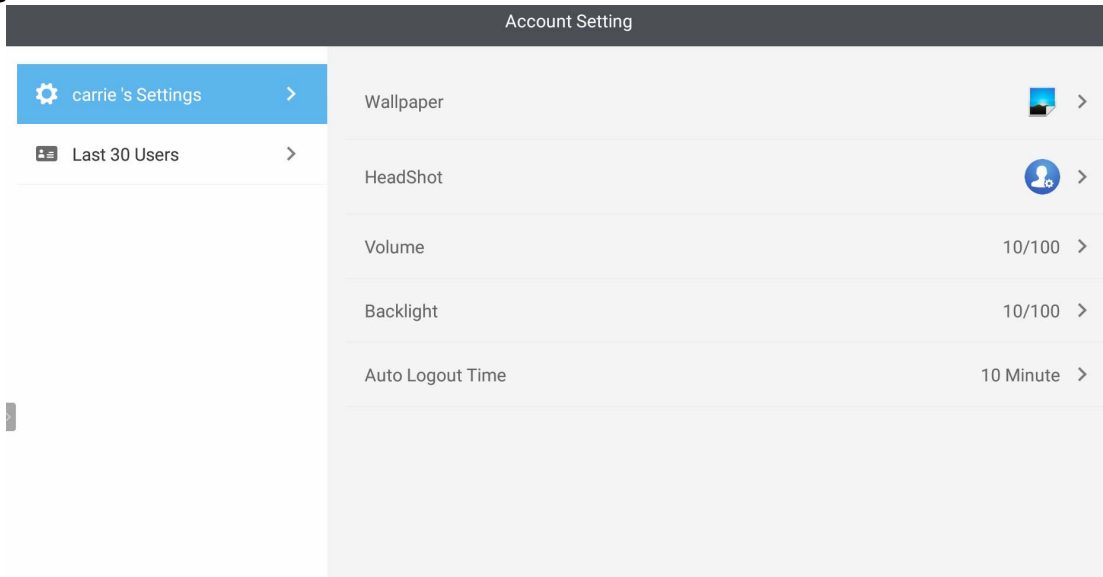 Account Setting
carrie 's Settings
Last 30 Users
Wallpaper
HeadShot
Volume 10/100
Backlight 10/100
Auto Logout Time 10 Minute